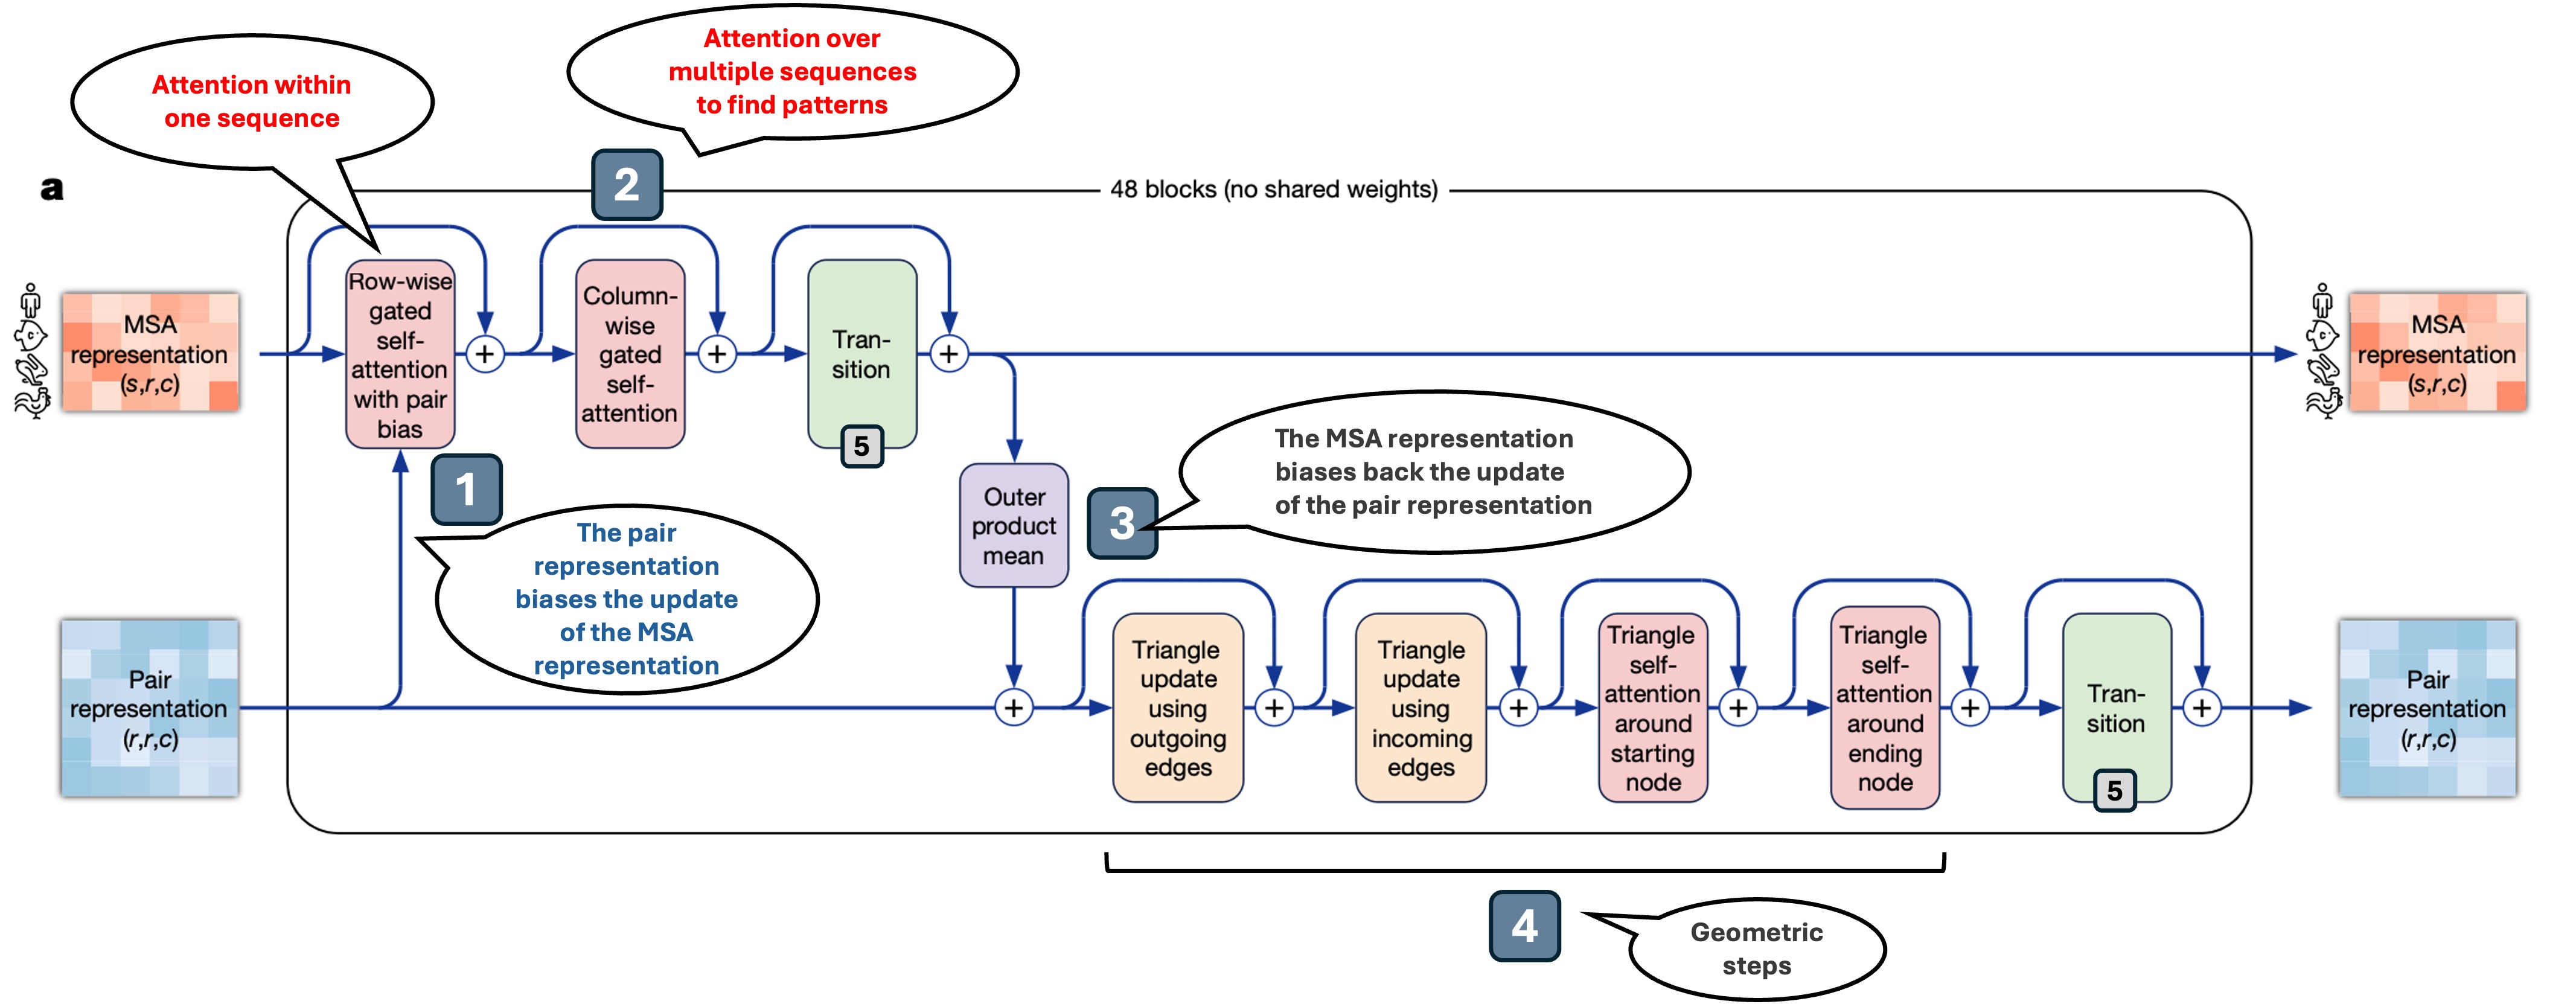 Attention over
multiple sequences
to find patterns
Attention within
one sequence
2
a
48 blocks (no shared weights)
Row-wise
gated
self-
attention
with pair
bias
Column-
wise
gated
self-
attention
Tran-
sition
5
MSA
representation
(s,r,c)
MSA
representation
(s,r,c)
1
The pair
representation
biases the update
of the MSA
representation
Outer
product
mean
3
The MSA representation
biases back the update
of the pair representation
Pair
representation
(r,r,c)
Triangle
update
using
outgoing
edges
Triangle
update
using
incoming
edges
Triangle
self-
attention
around
starting
node
Triangle
self-
attention
around
ending
node
Tran-
sition
5
Pair
representation
(r,r,c)
4
Geometric
steps